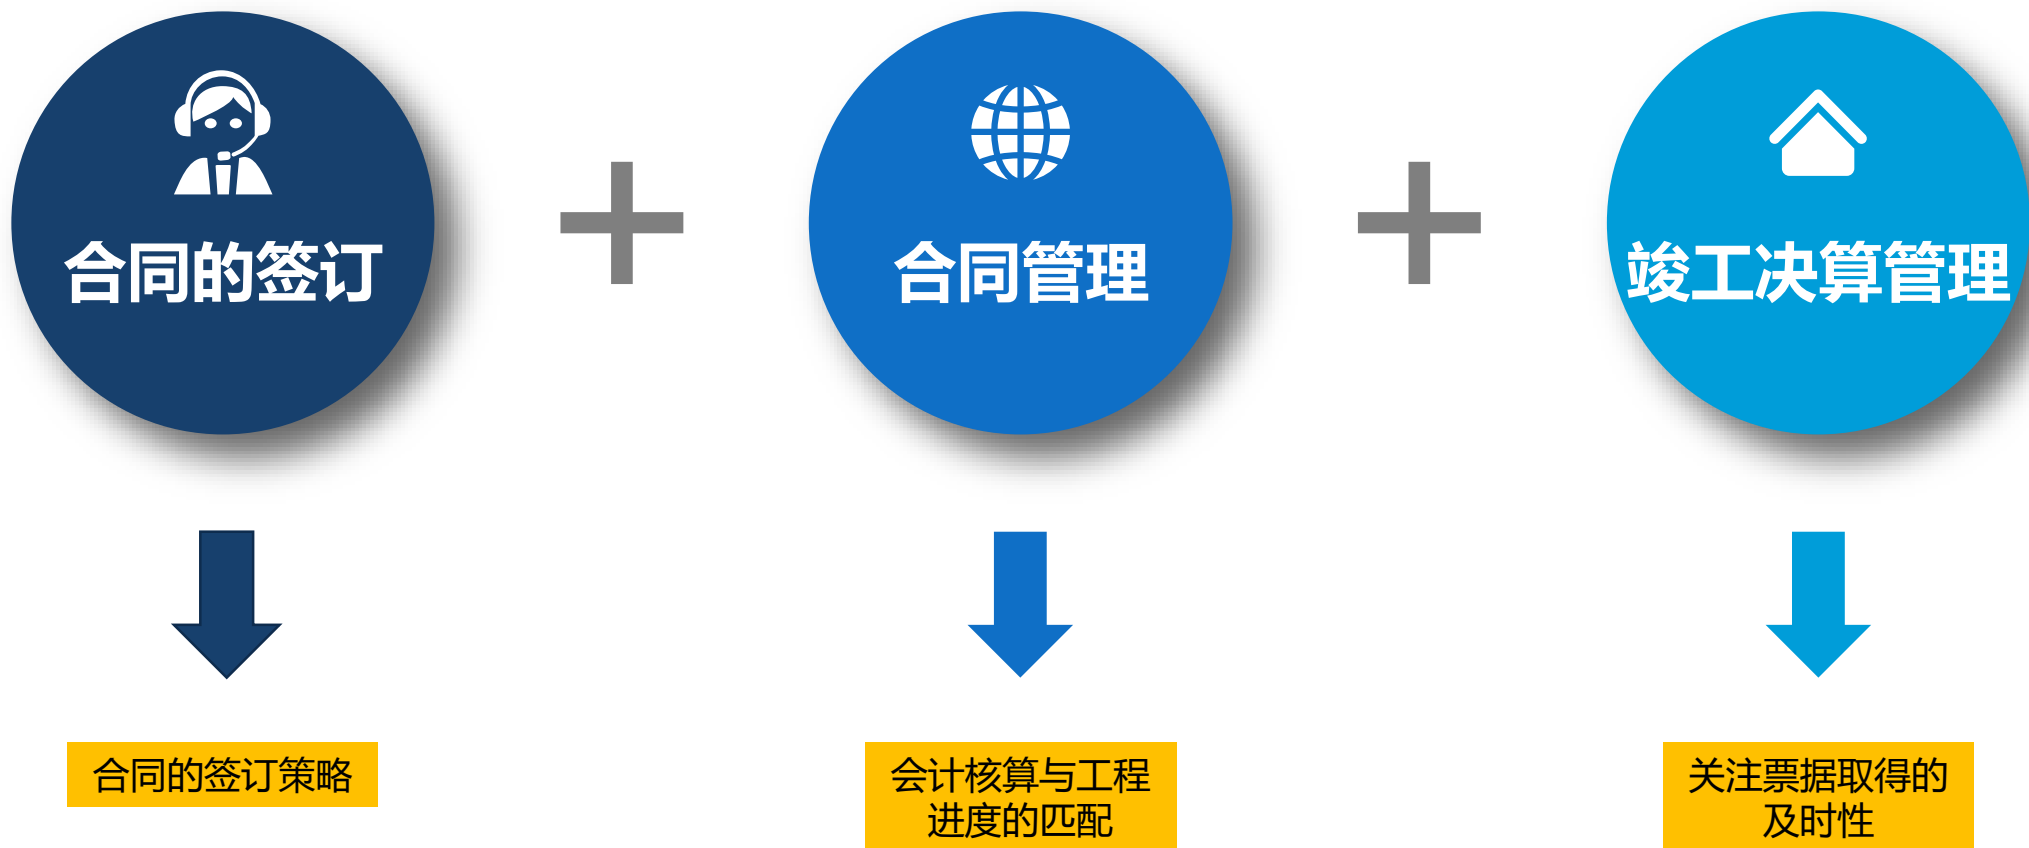 合同的签订
合同管理
竣工决算管理
合同的签订策略
会计核算与工程
进度的匹配
关注票据取得的
及时性